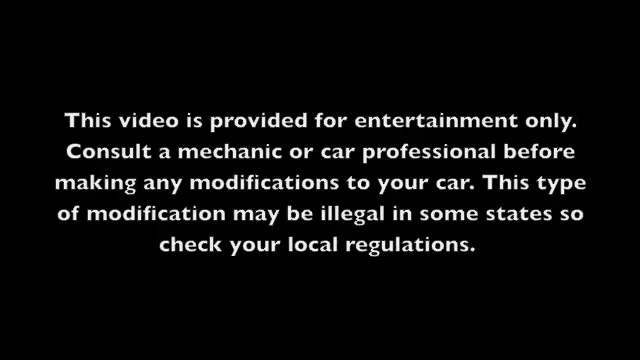 This video is provided for entertainment only.
Consult a mechanic or car professional before
making any modifications to your car. This type
of modification may be illegal in some states so
check your local regulations.